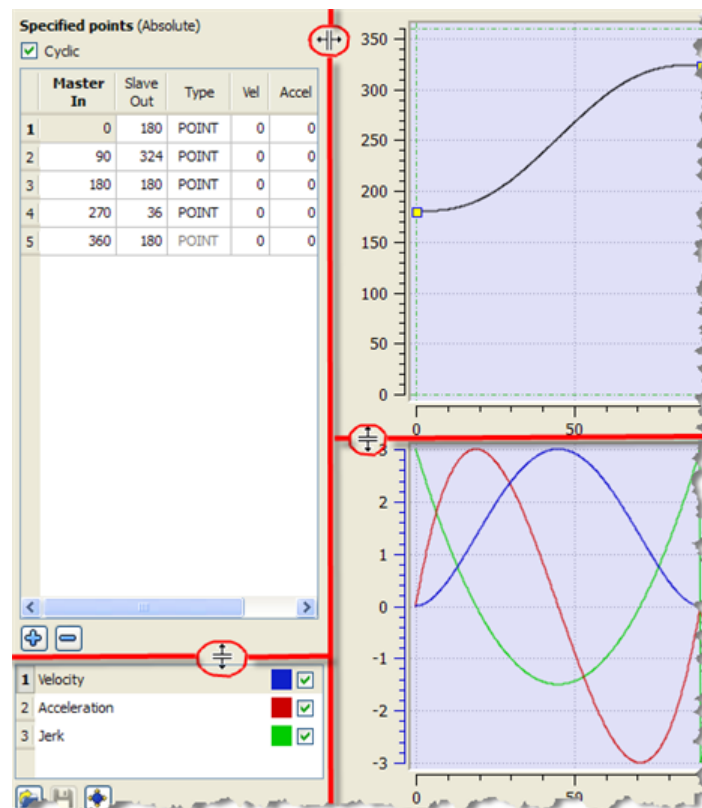 Specified points (Absolute)
Cyclic
Master In Slave Out Type Vel Accel
1 0 180 POINT 0 0
2 90 324 POINT 0 0
3 180 180 POINT 0 0
4 270 36 POINT 0 0
5 360 180 POINT 0 0
1 Velocity
2 Acceleration
3 Jerk
350
300
250
200
150
100
50
0
0 50
3
2
1
0
-1
-2
-3
0 50